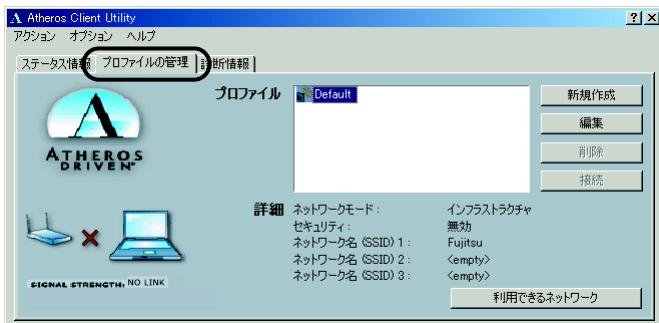 Atheros Client Utility
アクション オプション ヘルプ
ステータス情報 プロファイルの管理 診断情報
プロファイル
Default
新規作成
編集
削除
接続
ATHEROS
DRIVEN
詳細
ネットワークモード : インフラストラクチャ
セキュリティ : 無効
ネットワーク名 (SSID) 1 : Fujitsu
ネットワーク名 (SSID) 2 : <empty>
ネットワーク名 (SSID) 3 : <empty>
SIGNAL STRENGTH: NO LINK
利用できるネットワーク